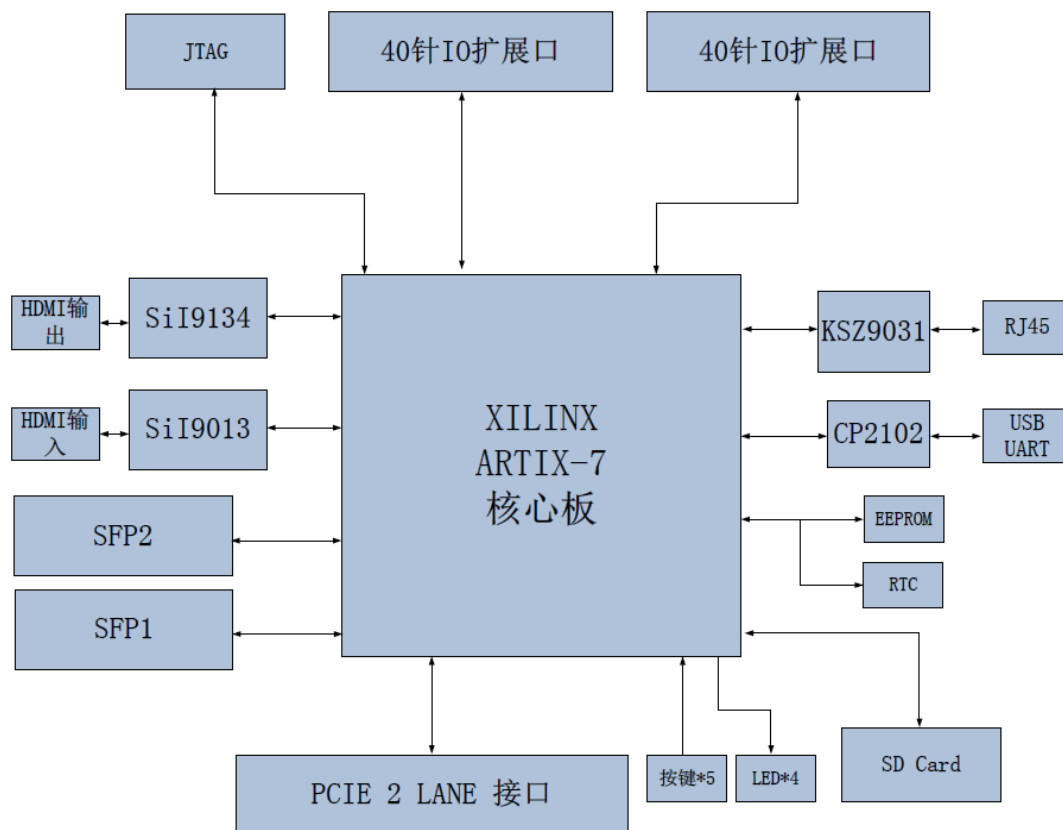 JTAG
40针IO扩展口
40针IO扩展口
HDMI输
出
SiI9134
KSZ9031
RJ45
HDMI输
入
SiI9013
XILINX
ARTIX-7
核心板
CP2102
USB
UART
SFP2
EEPROM
SFP1
RTC
PCIE 2 LANE 接口
按键*5
LED*4
SD Card